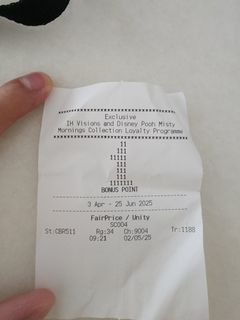 ****************************************
Exclusive
IH Visions and Disney Pooh Misty
Mornings Collection Loyalty Programme
****************************************
11
111
11111
111
111
111
1111111
BONUS POINT
----------------------------------------
3 Apr - 25 Jun 2025
----------------------------------------
FairPrice / Unity
SC004
St:CBR511 Rg:34 Ch:9004 Tr:1188
09:21 02/05/25